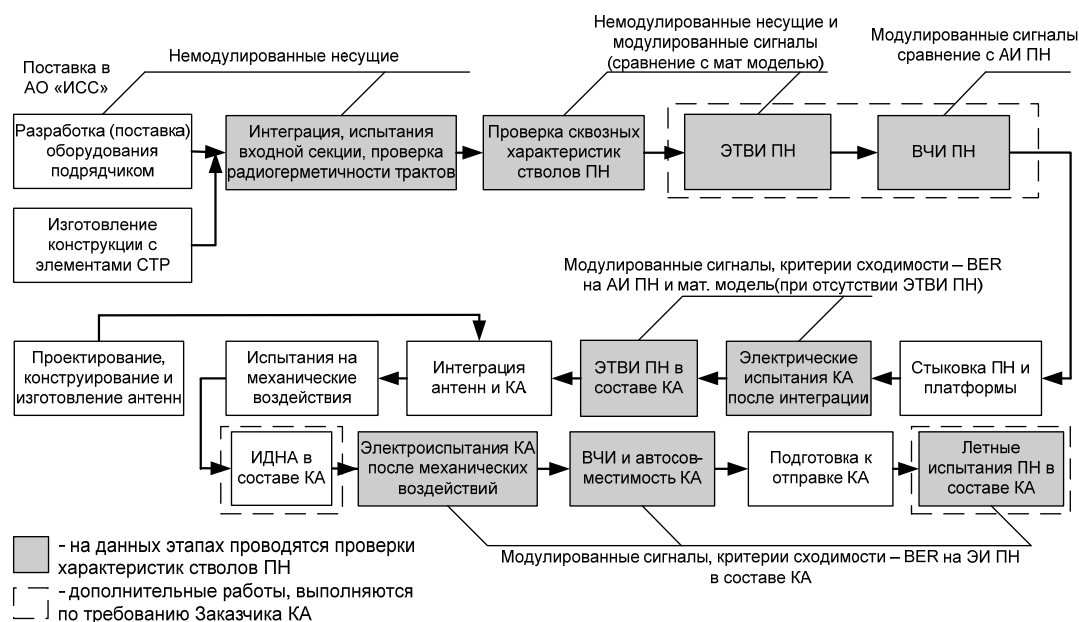 Немодулированные несущие
Немодулированные несущие и
модулированные сигналы
(сравнение с мат моделью)
Модулированные сигналы
сравнение с АИ ПН
Поставка в
АО «ИСС»
Разработка (поставка)
оборудования
подрядчиком
Интеграция, испытания
входной секции, проверка
радиогерметичности трактов
Проверка сквозных
характеристик
стволов ПН
ЭТВИ ПН
ВЧИ ПН
Изготовление
конструкции с
элементами СТР
Модулированные сигналы, критерии сходимости – BER
на АИ ПН и мат. модель(при отсутствии ЭТВИ ПН)
Проектирование,
конструирование и
изготовление антенн
Испытания на
механические
воздействия
Интеграция
антенн и КА
ЭТВИ ПН в
составе КА
Электрические
испытания КА
после интеграции
Стыковка ПН и
платформы
ИДНА в
составе КА
Электроиспытания КА
после механических
воздействий
ВЧИ и автосов-
местимость КА
Подготовка к
отправке КА
Летные
испытания ПН в
составе КА
- на данных этапах проводятся проверки
характеристик стволов ПН
Модулированные сигналы, критерии сходимости – BER на ЭИ ПН
в составе КА
- дополнительные работы, выполняются
по требованию Заказчика КА